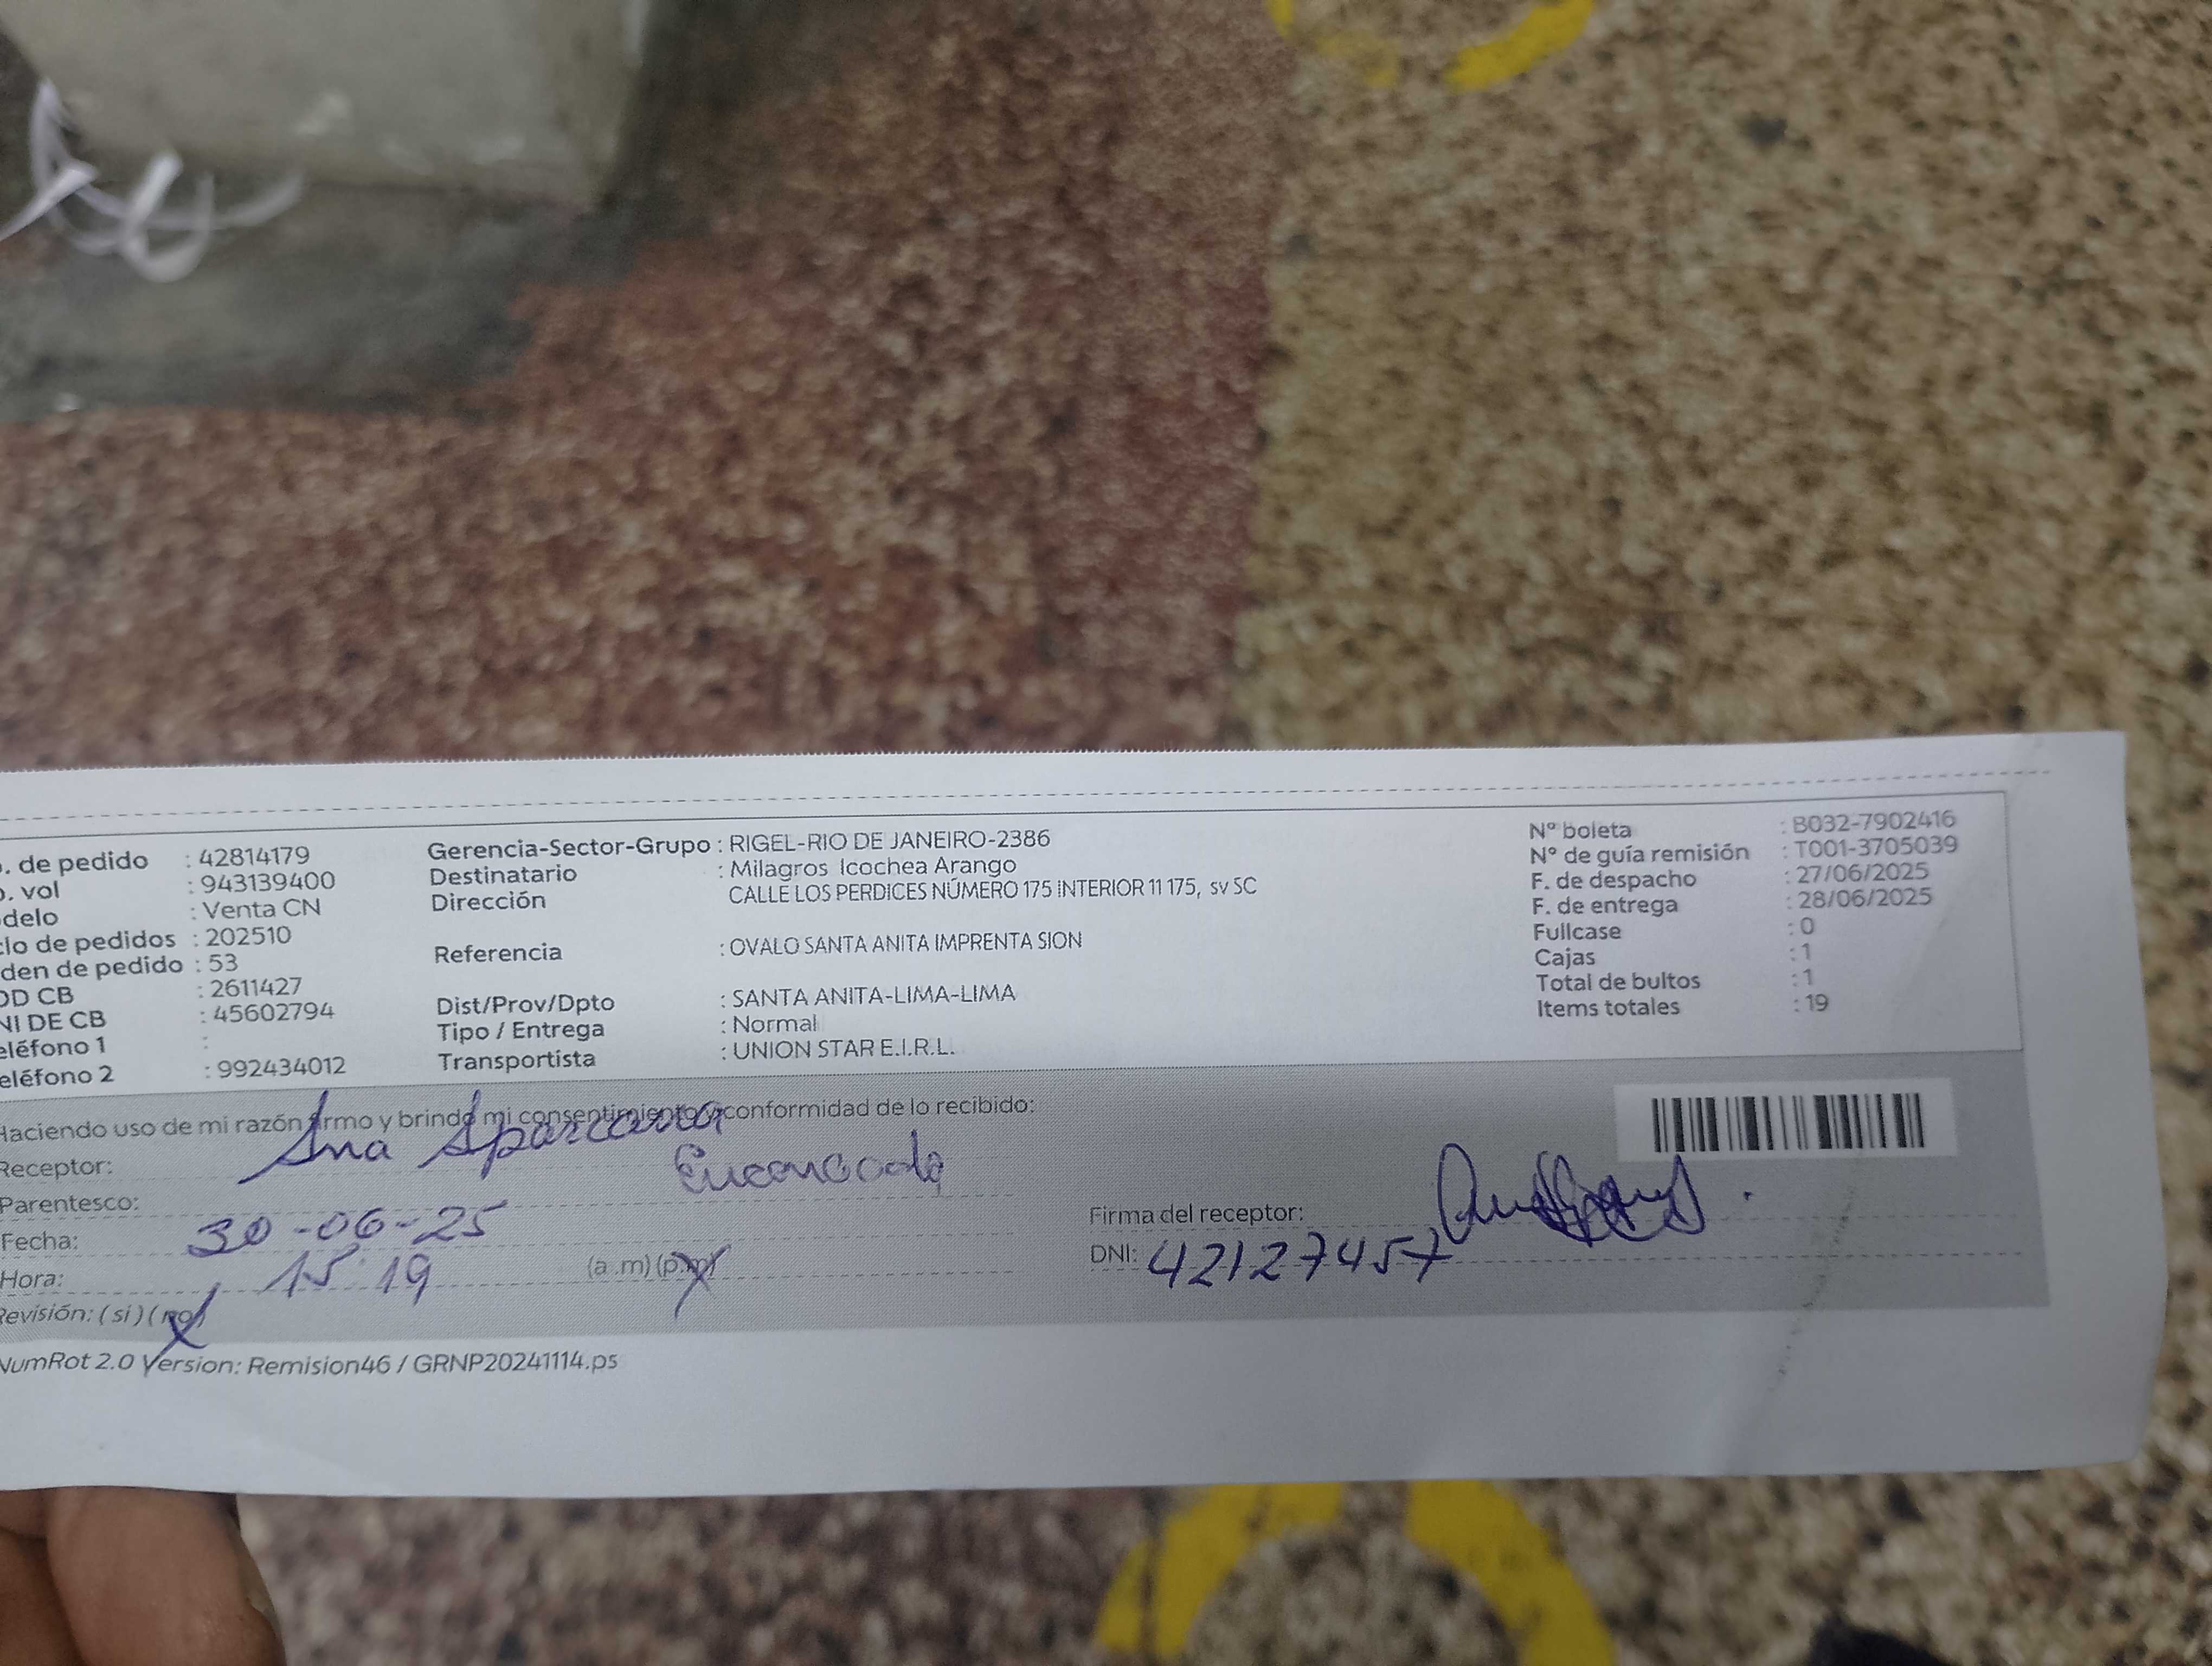 . de pedido : 42814179
o. vol : 943139400
delo : Venta CN
clo de pedidos : 202510
den de pedido : 53
OD CB : 2611427
NI DE CB : 45602794
eléfono 1 :
eléfono 2 : 992434012
Gerencia-Sector-Grupo : RIGEL-RIO DE JANEIRO-2386
Destinatario : Milagros Icochea Arango
Dirección CALLE LOS PERDICES NÚMERO 175 INTERIOR 11 175, sv SC
Referencia : OVALO SANTA ANITA IMPRENTA SION
Dist/Prov/Dpto : SANTA ANITA-LIMA-LIMA
Tipo / Entrega : Normal
Transportista : UNION STAR E.I.R.L.
Nº boleta : B032-7902416
Nº de guía remisión : T001-3705039
F. de despacho : 27/06/2025
F. de entrega : 28/06/2025
Fullcase : 0
Cajas : 1
Total de bultos : 1
Items totales : 19
Haciendo uso de mi razón firmo y brindo mi consentimiento y conformidad de lo recibido:
Receptor: Ana Aparcana
Parentesco:
Fecha: 30-06-25
Hora: 15:19 (a.m) (p.m)
Revisión: (si) (no)
Firma del receptor:
DNI: 42127457
NumRot 2.0 Version: Remision46 / GRNP20241114.ps